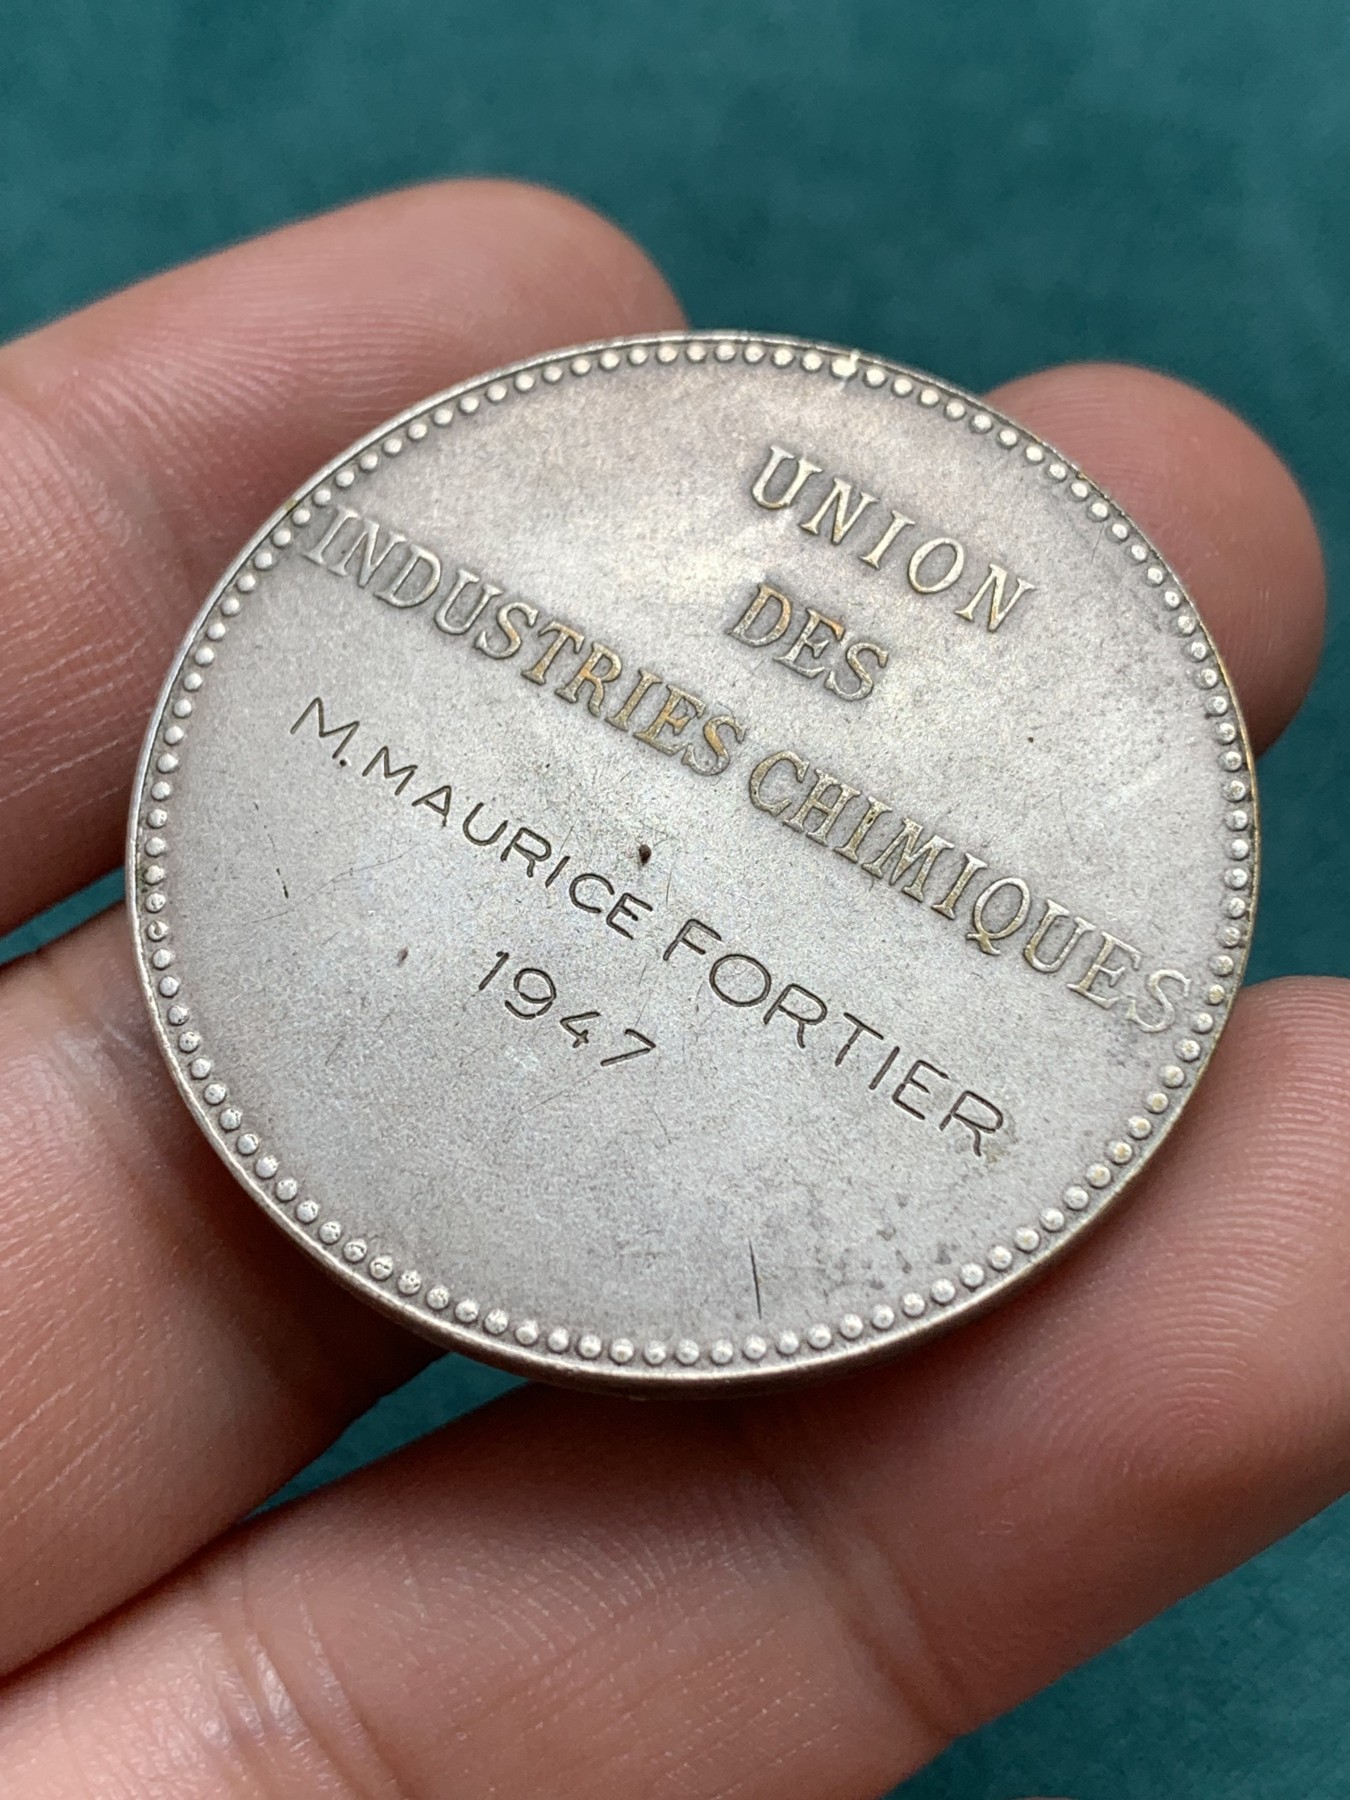 UNION
DES
INDUSTRIES CHIMIQUES
M. MAURICE FORTIER
1947